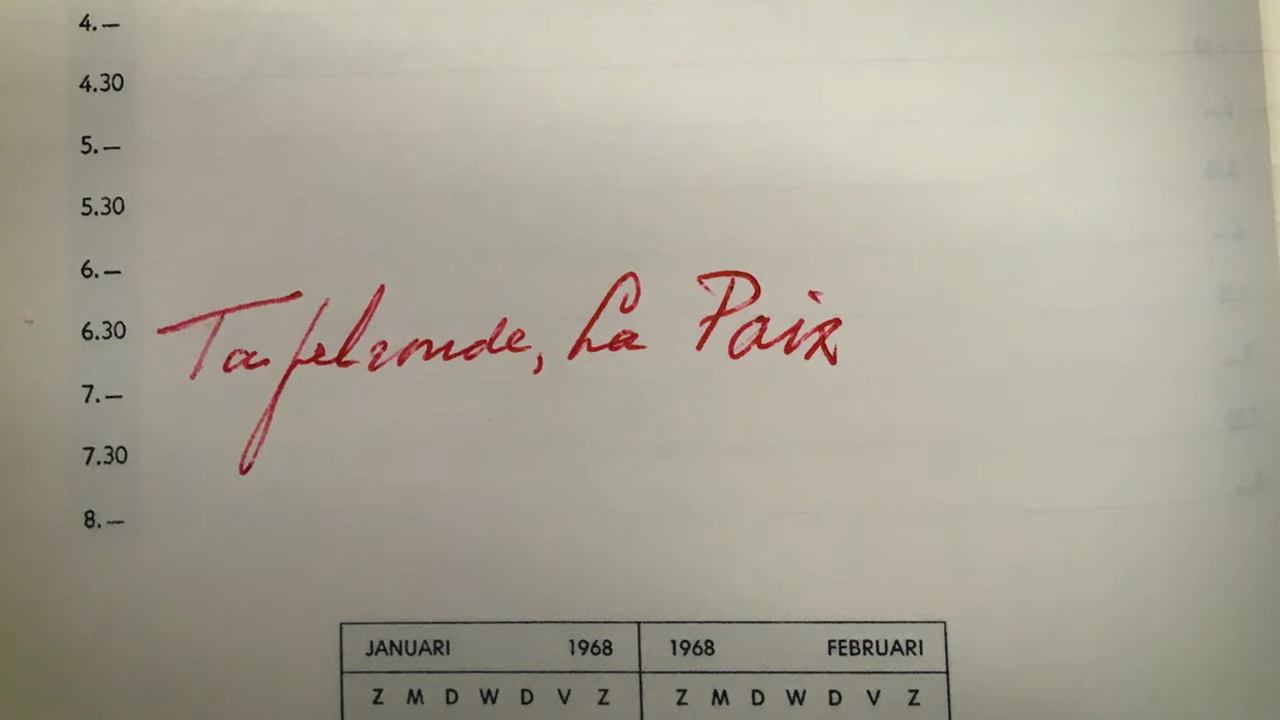 4.—
4.30
5.—
5.30
6.—
6.30 Tafelronde, La Paix
7.—
7.30
8.—
JANUARI 1968 1968 FEBRUARI
Z M D W D V Z Z M D W D V Z